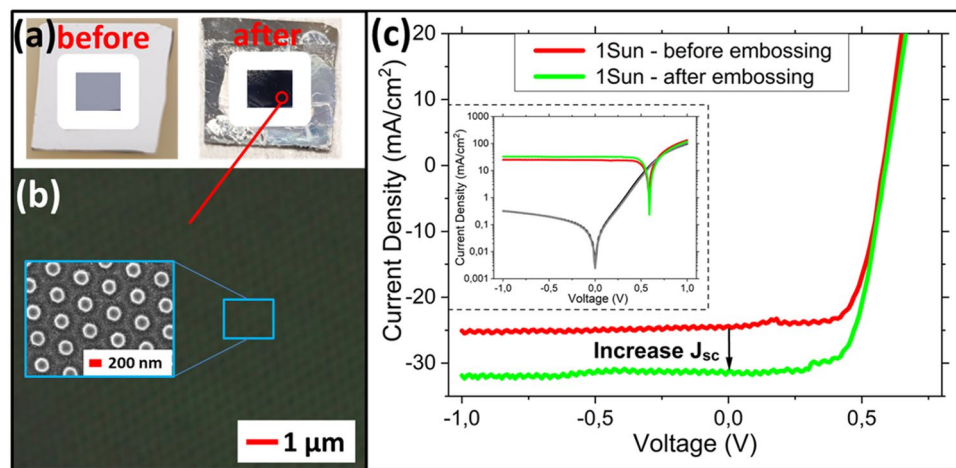 (a) before after
(b)
200 nm
1 μm
(c)
1Sun - before embossing
1Sun - after embossing
Current Density (mA/cm²)
20
10
0
-10
-20
-30
Increase Jsc
-1,0 -0,5 0,0 0,5
Voltage (V)
Current Density (mA/cm²)
1000
100
10
1
0,1
0,01
0,001
-1,0 -0,5 0,0 0,5 1,0
Voltage (V)